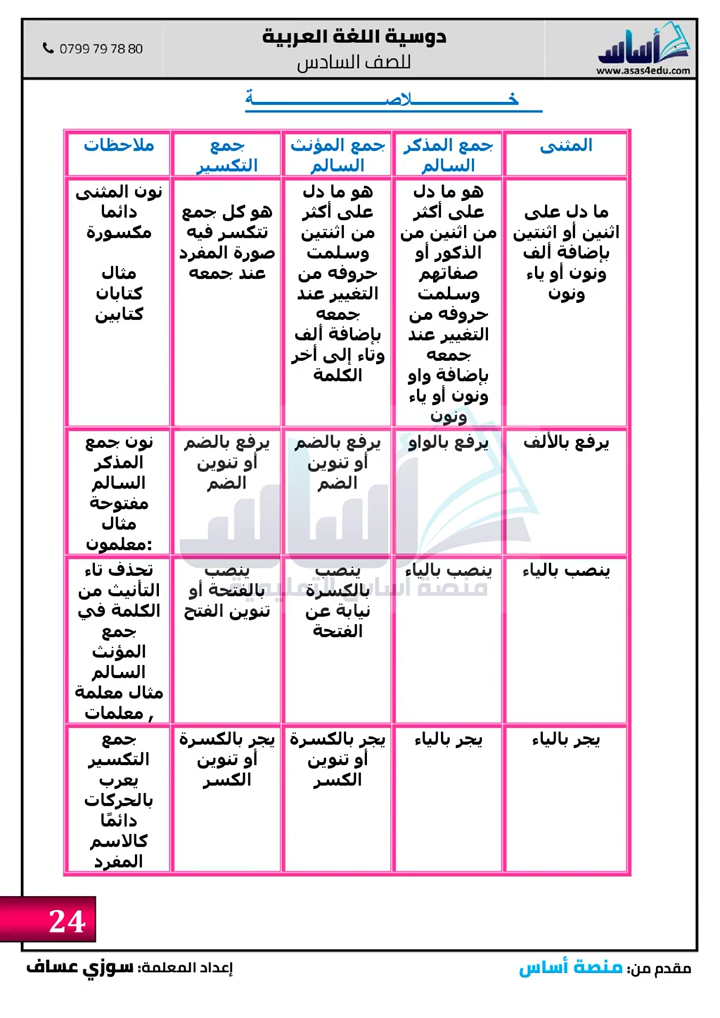 أساس
www.asas4edu.com
دوسية اللغة العربية
للصف السادس
0799 79 78 80
خـــــــــــلاصـــــــــــــــة
المثنى
جمع المذكر
السالم
جمع المؤنث
السالم
جمع
التكسير
ملاحظات
ما دل على
اثنين أو اثنتين
بإضافة ألف
ونون أو ياء
ونون
هو ما دل
على أكثر
من اثنين من
الذكور أو
صفاتهم
وسلمت
حروفه من
التغيير عند
جمعه
بإضافة واو
ونون أو ياء
ونون
هو ما دل
على أكثر
من اثنتين
وسلمت
حروفه من
التغيير عند
جمعه
بإضافة ألف
وتاء إلى أخر
الكلمة
هو كل جمع
تتكسر فيه
صورة المفرد
عند جمعه
نون المثنى
دائما
مكسورة
مثال
كتابان
كتابين
يرفع بالألف
يرفع بالواو
يرفع بالضم
أو تنوين
الضم
يرفع بالضم
أو تنوين
الضم
نون جمع
المذكر
السالم
مفتوحة
مثال
:معلمون
ينصب بالياء
ينصب بالياء
ينصب
بالكسرة
نيابة عن
الفتحة
ينصب
بالفتحة أو
تنوين الفتح
تحذف تاء
التأنيث من
الكلمة في
جمع
المؤنث
السالم
مثال معلمة
, معلمات
يجر بالياء
يجر بالياء
يجر بالكسرة
أو تنوين
الكسر
يجر بالكسرة
أو تنوين
الكسر
جمع
التكسير
يعرب
بالحركات
دائمًا
كالاسم
المفرد
أساس
منصة أساس التعليمية
24
مقدم من: منصة أساس
إعداد المعلمة: سوزي عساف